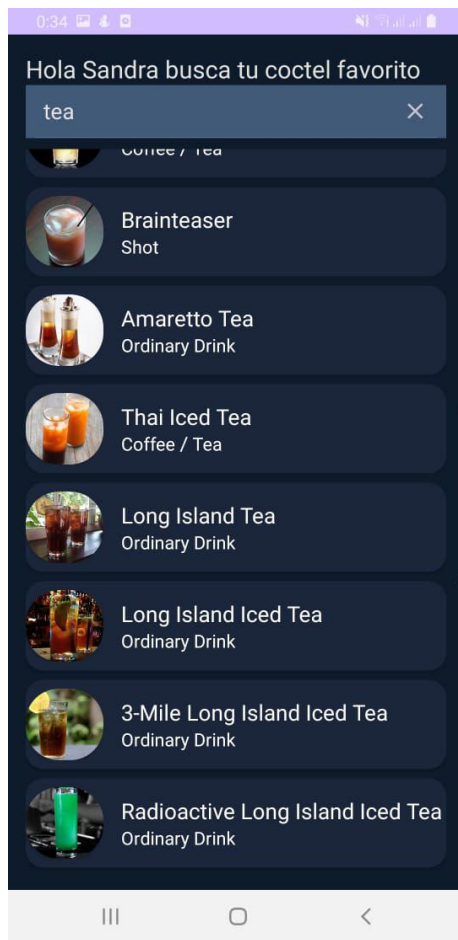 0:34
Hola Sandra busca tu coctel favorito
tea
Coffee / Tea
Brainteaser
Shot
Amaretto Tea
Ordinary Drink
Thai Iced Tea
Coffee / Tea
Long Island Tea
Ordinary Drink
Long Island Iced Tea
Ordinary Drink
3-Mile Long Island Iced Tea
Ordinary Drink
Radioactive Long Island Iced Tea
Ordinary Drink